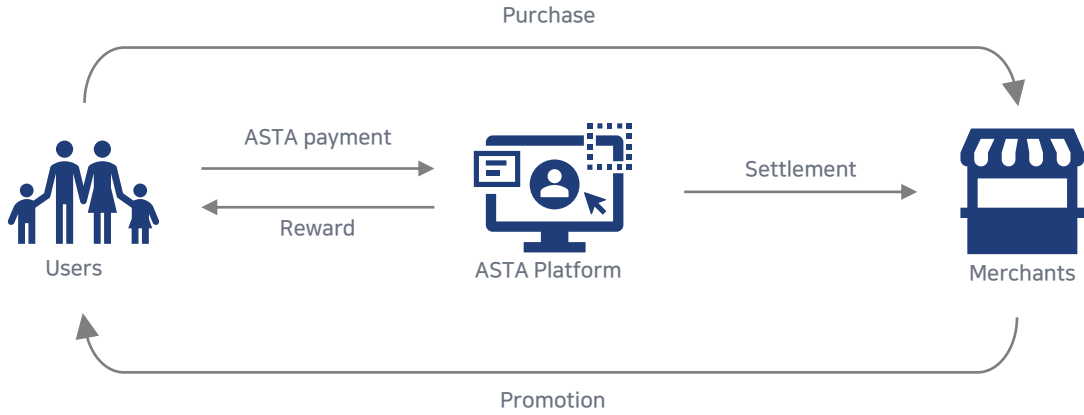 Purchase
ASTA payment
Settlement
Reward
Users
ASTA Platform
Merchants
Promotion